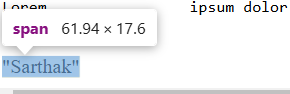 Lorem ipsum dolor
span 61.94 × 17.6
"Sarthak"